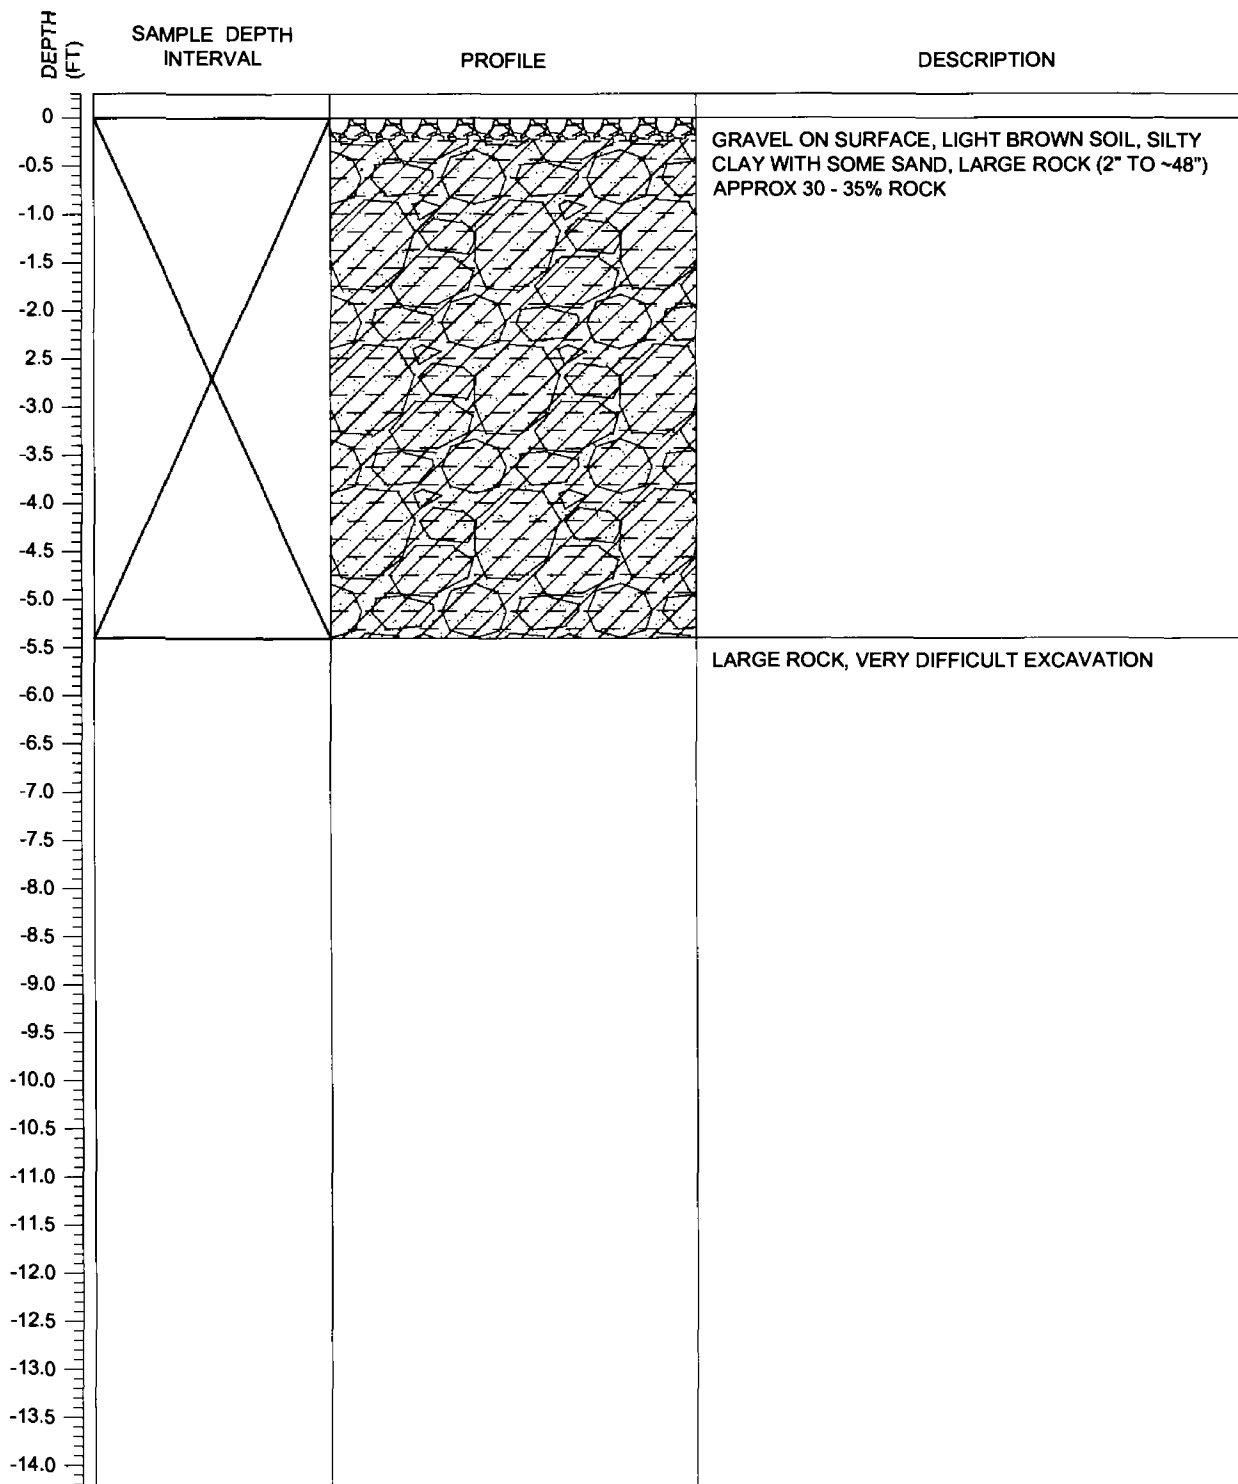 DEPTH
(FT)
SAMPLE DEPTH
INTERVAL
PROFILE
DESCRIPTION
0
-0.5
-1.0
-1.5
-2.0
2.5
-3.0
-3.5
-4.0
-4.5
-5.0
-5.5
-6.0
-6.5
-7.0
-7.5
-8.0
-8.5
-9.0
-9.5
-10.0
-10.5
-11.0
-11.5
-12.0
-12.5
-13.0
-13.5
-14.0
GRAVEL ON SURFACE, LIGHT BROWN SOIL, SILTY
CLAY WITH SOME SAND, LARGE ROCK (2" TO ~48")
APPROX 30 - 35% ROCK
LARGE ROCK, VERY DIFFICULT EXCAVATION